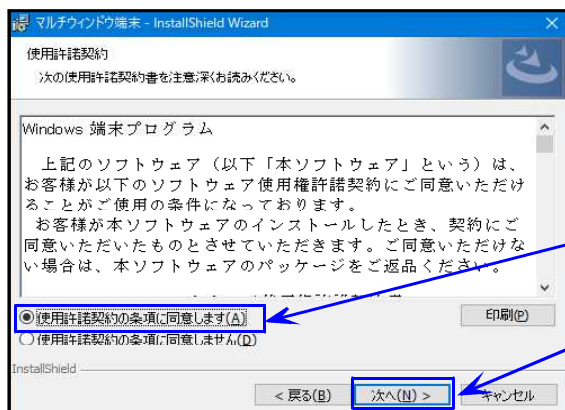 マルチウィンドウ端末 - InstallShield Wizard
使用許諾契約
次の使用許諾契約書を注意深くお読みください。
Windows 端末プログラム
上記のソフトウェア（以下「本ソフトウェア」という）は、
お客様が以下のソフトウェア使用権許諾契約にご同意いただけ
ることがご使用の条件になっております。
お客様が本ソフトウェアのインストールしたとき、契約にご
同意いただいたものとさせていただきます。ご同意いただけな
い場合は、本ソフトウェアのパッケージをご返品ください。
使用許諾契約の条項に同意します(A)
印刷(P)
使用許諾契約の条項に同意しません(D)
InstallShield
< 戻る(B)
次へ(N) >
キャンセル